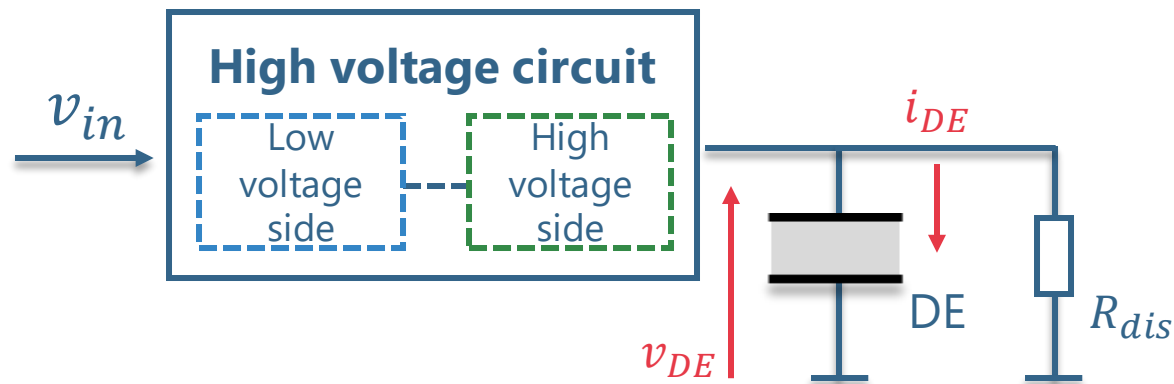 High voltage circuit
v_in
Low
voltage
side
High
voltage
side
i_DE
DE
R_dis
v_DE